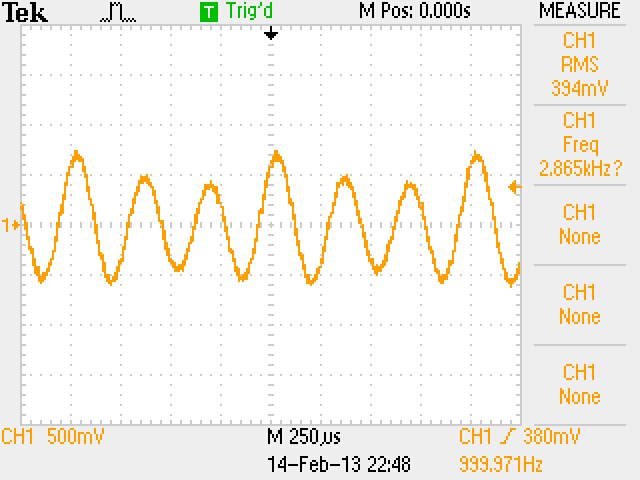 Tek T Trig'd M Pos: 0.000s MEASURE
CH1
RMS
394mV
CH1
Freq
2.865kHz?
1
CH1
None
CH1
None
CH1
None
CH1 500mV M 250µs CH1 380mV
14-Feb-13 22:48 999.971Hz